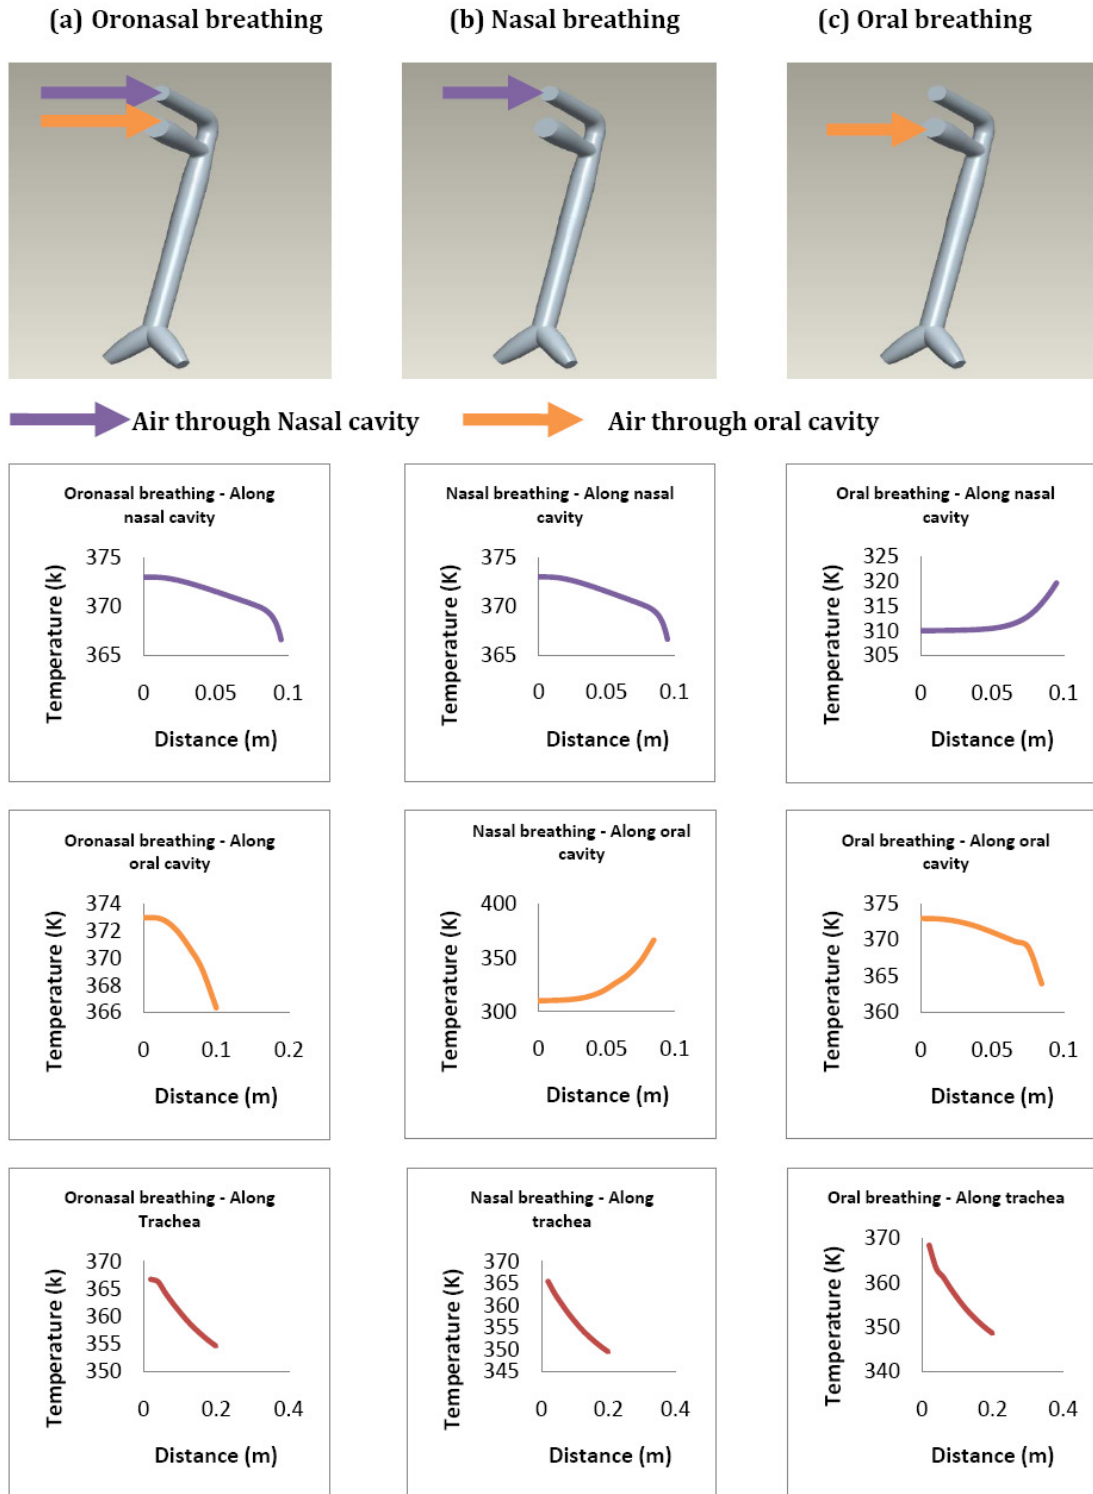 (a) Oronasal breathing
(b) Nasal breathing
(c) Oral breathing
Air through Nasal cavity
Air through oral cavity
Oronasal breathing - Along
nasal cavity
Temperature (k)
375
370
365
0 0.05 0.1
Distance (m)
Nasal breathing - Along nasal
cavity
Temperature (K)
375
370
365
0 0.05 0.1
Distance (m)
Oral breathing - Along nasal
cavity
Temperature (K)
325
320
315
310
305
0 0.05 0.1
Distance (m)
Oronasal breathing - Along
oral cavity
Temperature (K)
374
372
370
368
366
0 0.1 0.2
Distance (m)
Nasal breathing - Along oral
cavity
Temperature (K)
400
350
300
0 0.05 0.1
Distance (m)
Oral breathing - Along oral
cavity
Temperature (K)
375
370
365
360
0 0.05 0.1
Distance (m)
Oronasal breathing - Along
Trachea
Temperature (k)
370
365
360
355
350
0 0.2 0.4
Distance (m)
Nasal breathing - Along
trachea
Temperature (K)
370
365
360
355
350
345
0 0.2 0.4
Distance (m)
Oral breathing - Along trachea
Temperature (K)
370
360
350
340
0 0.2 0.4
Distance (m)